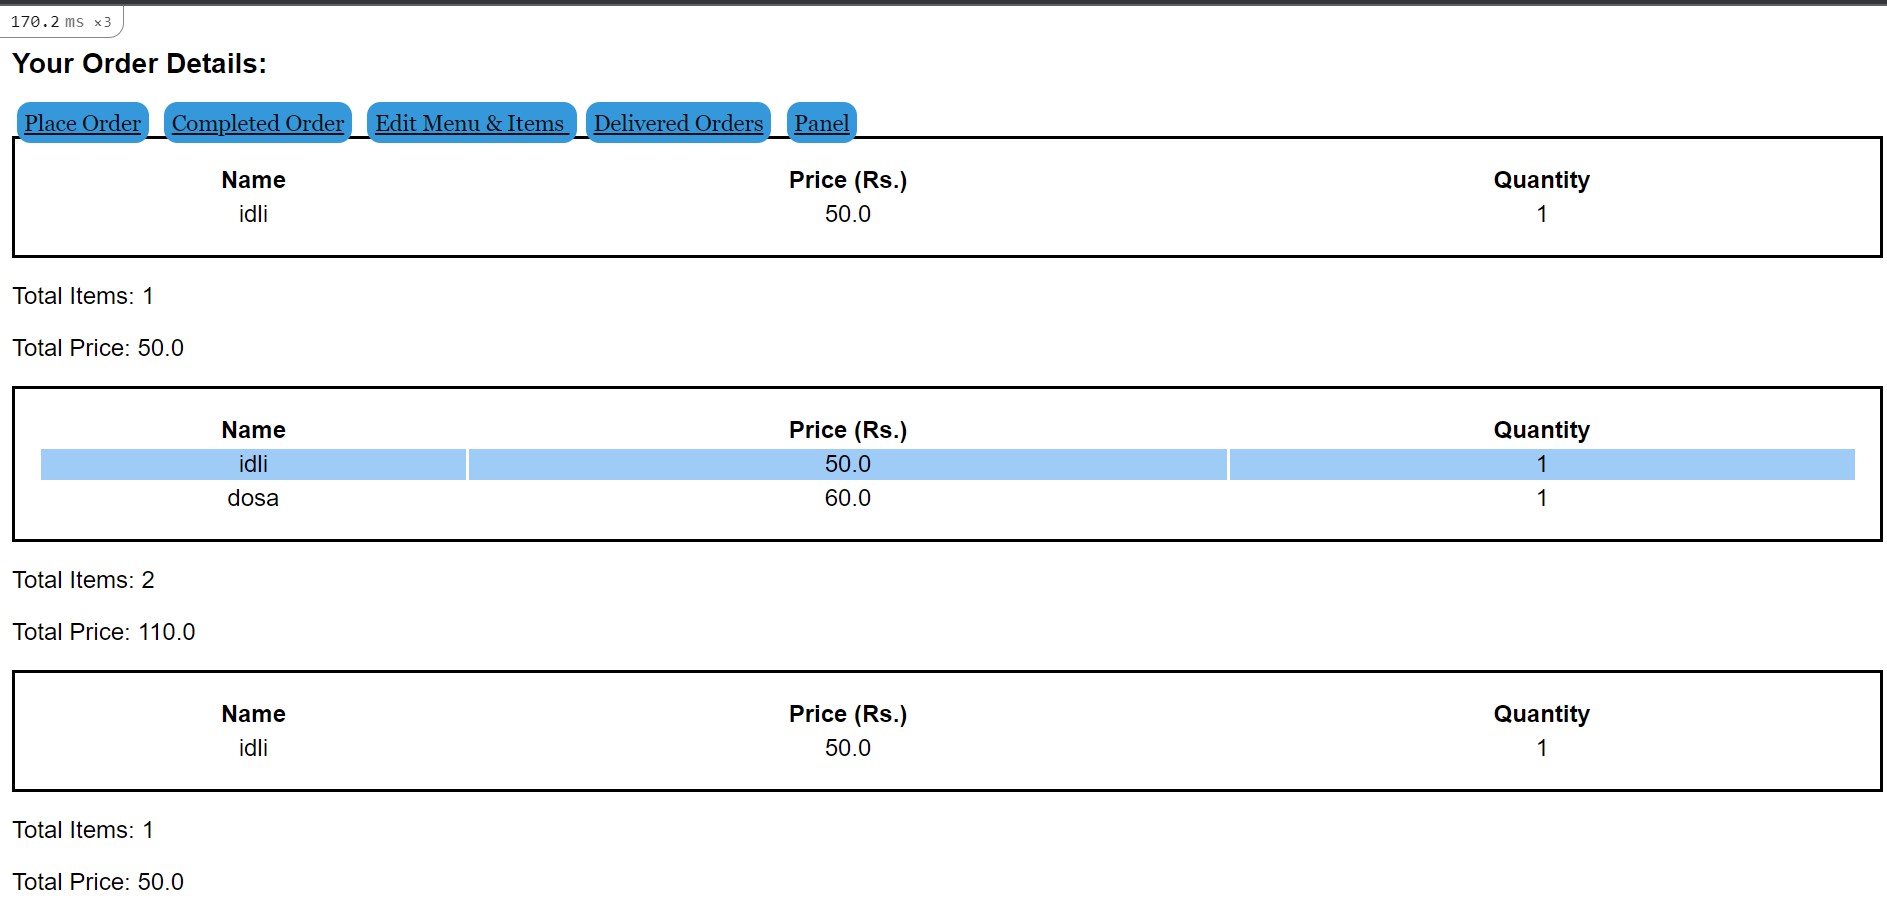 170.2 ms ×3
Your Order Details:
Place Order Completed Order Edit Menu & Items Delivered Orders Panel
Name Price (Rs.) Quantity
idli 50.0 1
Total Items: 1
Total Price: 50.0
Name Price (Rs.) Quantity
idli 50.0 1
dosa 60.0 1
Total Items: 2
Total Price: 110.0
Name Price (Rs.) Quantity
idli 50.0 1
Total Items: 1
Total Price: 50.0